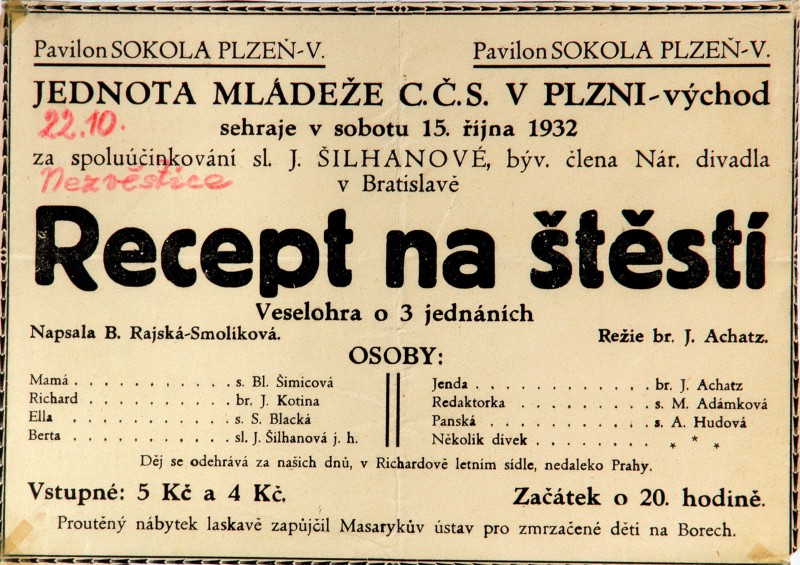 Pavilon SOKOLA PLZEŇ-V. Pavilon SOKOLA PLZEŇ-V.
JEDNOTA MLÁDEŽE C.Č.S. V PLZNI-východ
22.10.
sehraje v sobotu 15. října 1932
za spoluúčinkování sl. J. ŠILHANOVÉ, býv. člena Nár. divadla
Nezvěstice
v Bratislavě
Recept na štěstí
Veselohra o 3 jednáních
Napsala B. Rajská-Smolíková. Režie br. J. Achatz.
OSOBY:
Mamá . . . . . . . . . . . s. Bl. Šimicová
Richard . . . . . . . . . . br. J. Kotina
Ella . . . . . . . . . . . . s. S. Blacká
Berta . . . . . . . . . . . sl. J. Šilhanová j. h.
Jenda . . . . . . . . . . . br. J. Achatz
Redaktorka . . . . . . . . . s. M. Adámková
Panská . . . . . . . . . . . s. A. Hudová
Několik dívek . . . . . . . . * * *
Děj se odehrává za našich dnů, v Richardově letním sídle, nedaleko Prahy.
Vstupné: 5 Kč a 4 Kč. Začátek o 20. hodině.
Proutěný nábytek laskavě zapůjčil Masarykův ústav pro zmrzačené děti na Borech.